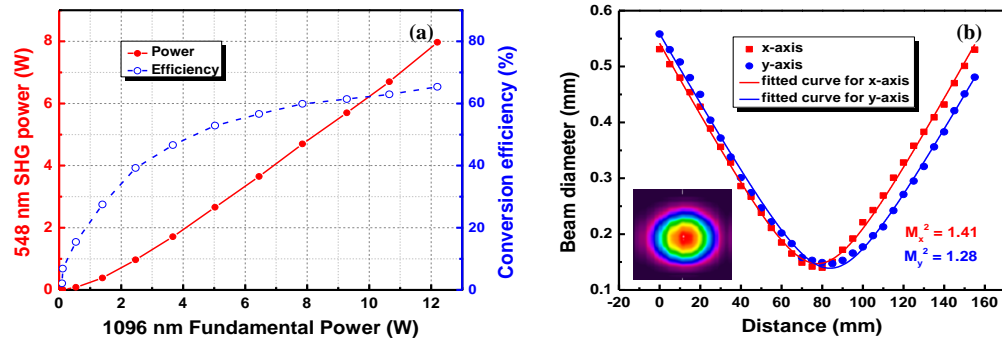 (a)
Power
Efficiency
548 nm SHG power (W)
8
6
4
2
0
80
60
40
20
0
Conversion efficiency (%)
0 2 4 6 8 10 12
1096 nm Fundamental Power (W)
(b)
x-axis
y-axis
fitted curve for x-axis
fitted curve for y-axis
Beam diameter (mm)
0.6
0.5
0.4
0.3
0.2
0.1
Mx² = 1.41
My² = 1.28
-20 0 20 40 60 80 100 120 140 160
Distance (mm)